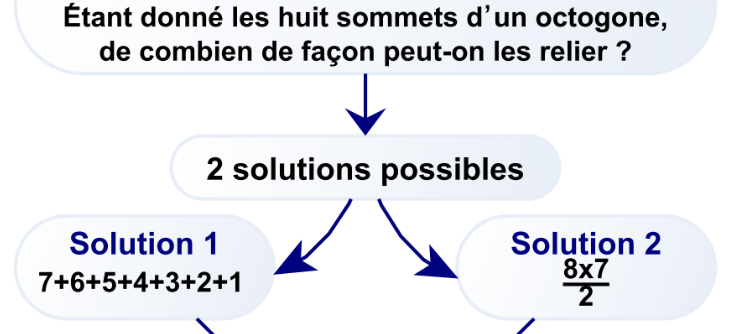 Étant donné les huit sommets d'un octogone,
de combien de façon peut-on les relier ?
2 solutions possibles
Solution 1
7+6+5+4+3+2+1
Solution 2
8x7
2